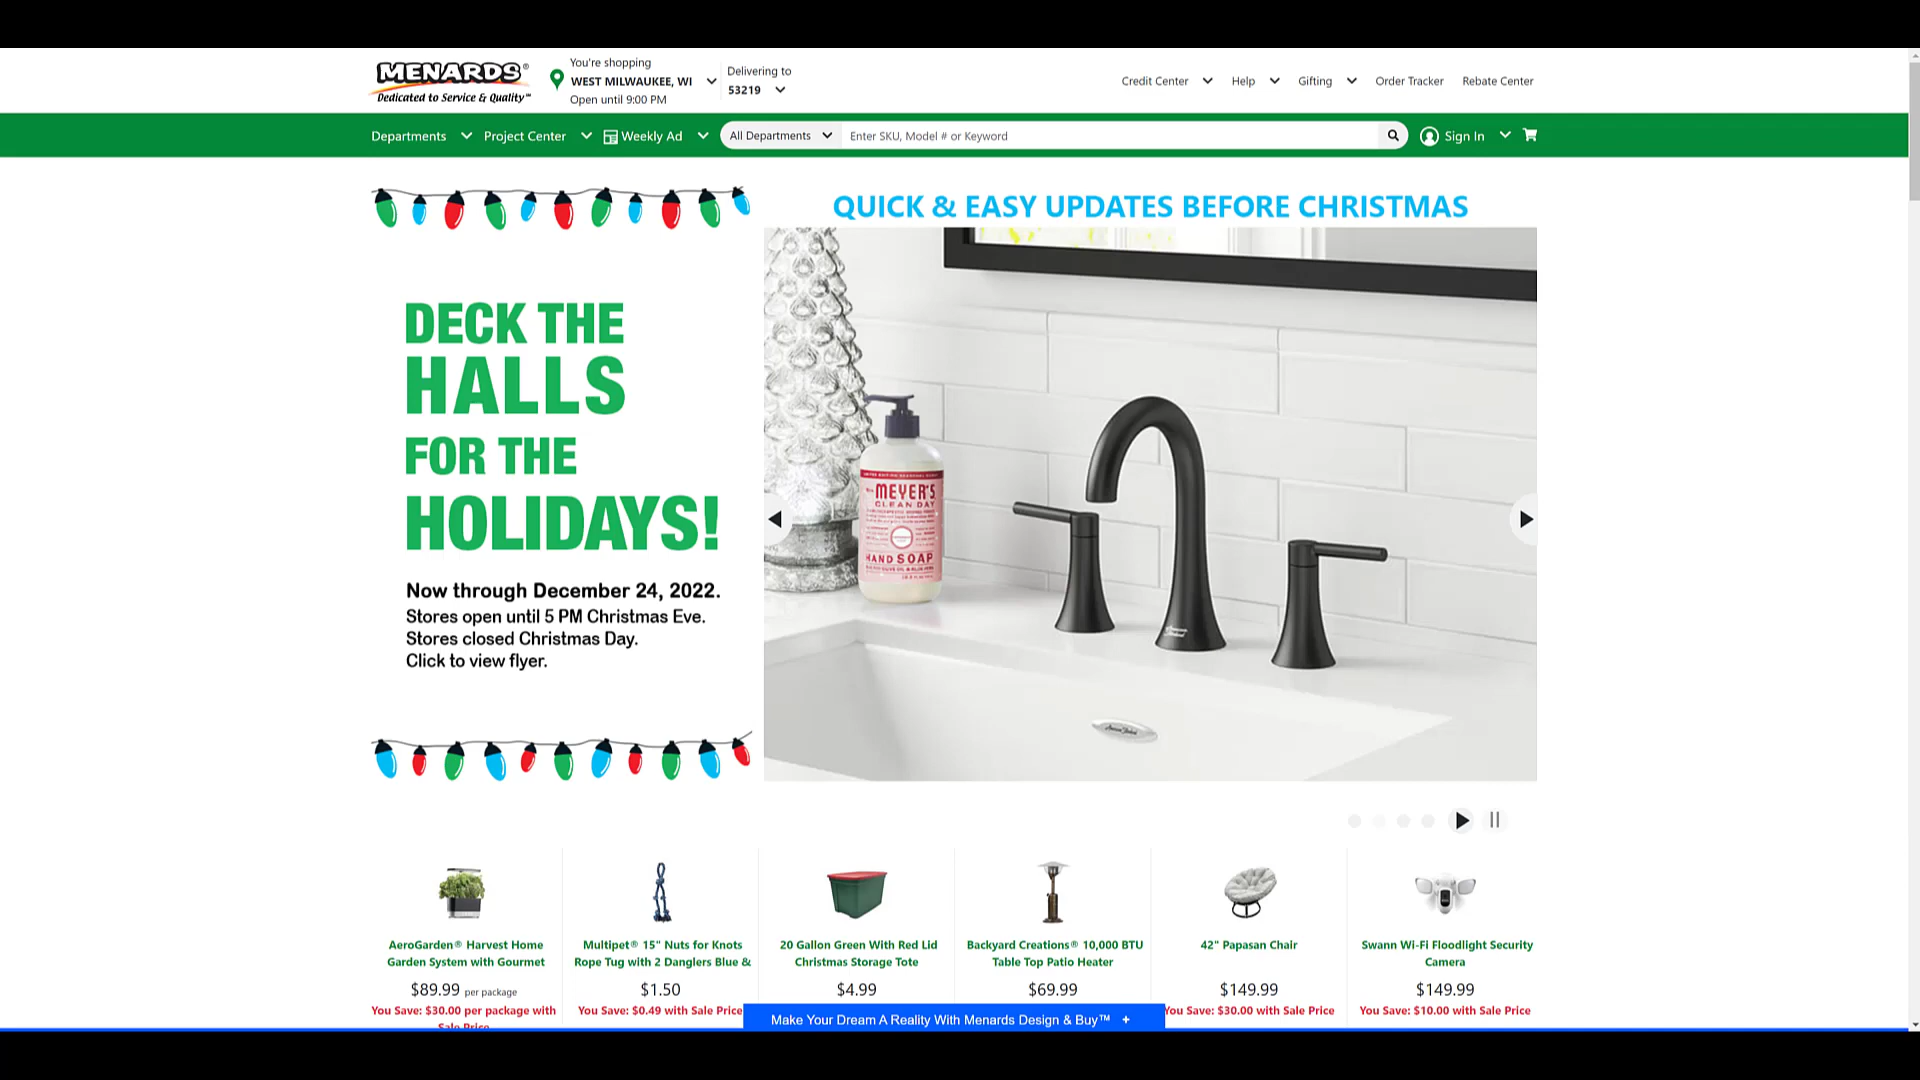 MENARDS®
Dedicated to Service & Quality℠
You're shopping
WEST MILWAUKEE, WI
Open until 9:00 PM
Delivering to
53219
Credit Center
Help
Gifting
Order Tracker
Rebate Center
Departments
Project Center
Weekly Ad
All Departments
Enter SKU, Model # or Keyword
Sign In
DECK THE
HALLS
FOR THE
HOLIDAYS!
Now through December 24, 2022.
Stores open until 5 PM Christmas Eve.
Stores closed Christmas Day.
Click to view flyer.
QUICK & EASY UPDATES BEFORE CHRISTMAS
MEYER'S
CLEAN DAY
HAND SOAP
AeroGarden® Harvest Home
Garden System with Gourmet
$89.99 per package
You Save: $30.00 per package with
Sale Price
Multipet® 15" Nuts for Knots
Rope Tug with 2 Danglers Blue &
$1.50
You Save: $0.49 with Sale Price
20 Gallon Green With Red Lid
Christmas Storage Tote
$4.99
Backyard Creations® 10,000 BTU
Table Top Patio Heater
$69.99
42" Papasan Chair
$149.99
You Save: $30.00 with Sale Price
Swann Wi-Fi Floodlight Security
Camera
$149.99
You Save: $10.00 with Sale Price
Make Your Dream A Reality With Menards Design & Buy™ +